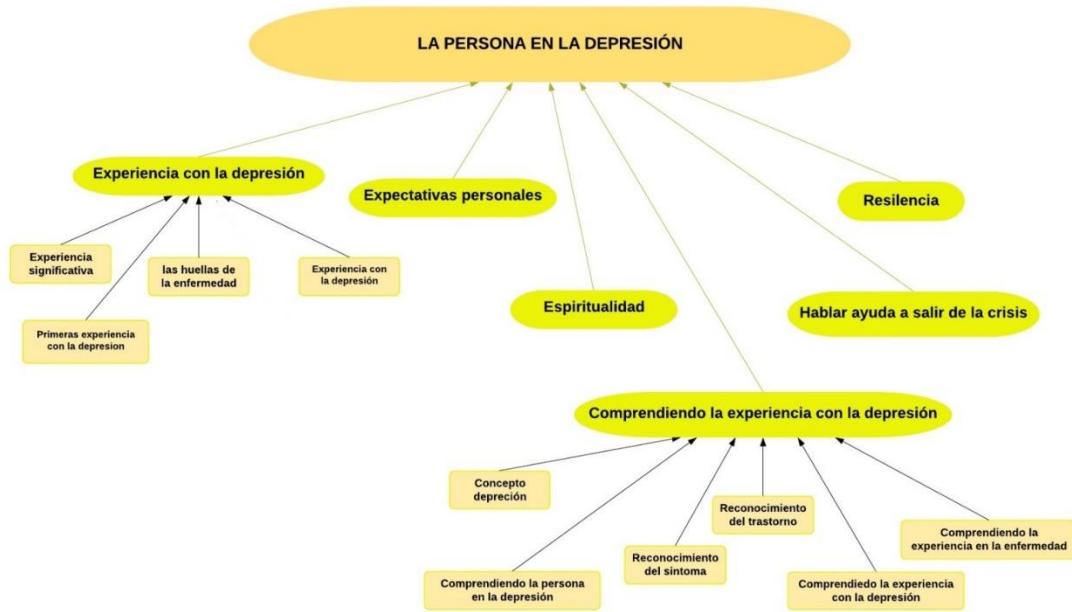 LA PERSONA EN LA DEPRESIÓN
Experiencia con la depresión
Expectativas personales
Resilencia
Experiencia
significativa
las huellas de
la enfermedad
Experiencia con
la depresión
Primeras experiencia
con la depresion
Espiritualidad
Hablar ayuda a salir de la crisis
Comprendiendo la experiencia con la depresión
Concepto
depreción
Reconocimiento
del trastorno
Comprendiendo la
experiencia en la enfermedad
Reconocimiento
del sintoma
Comprendiendo la persona
en la depresión
Comprendiedo la experiencia
con la depresión